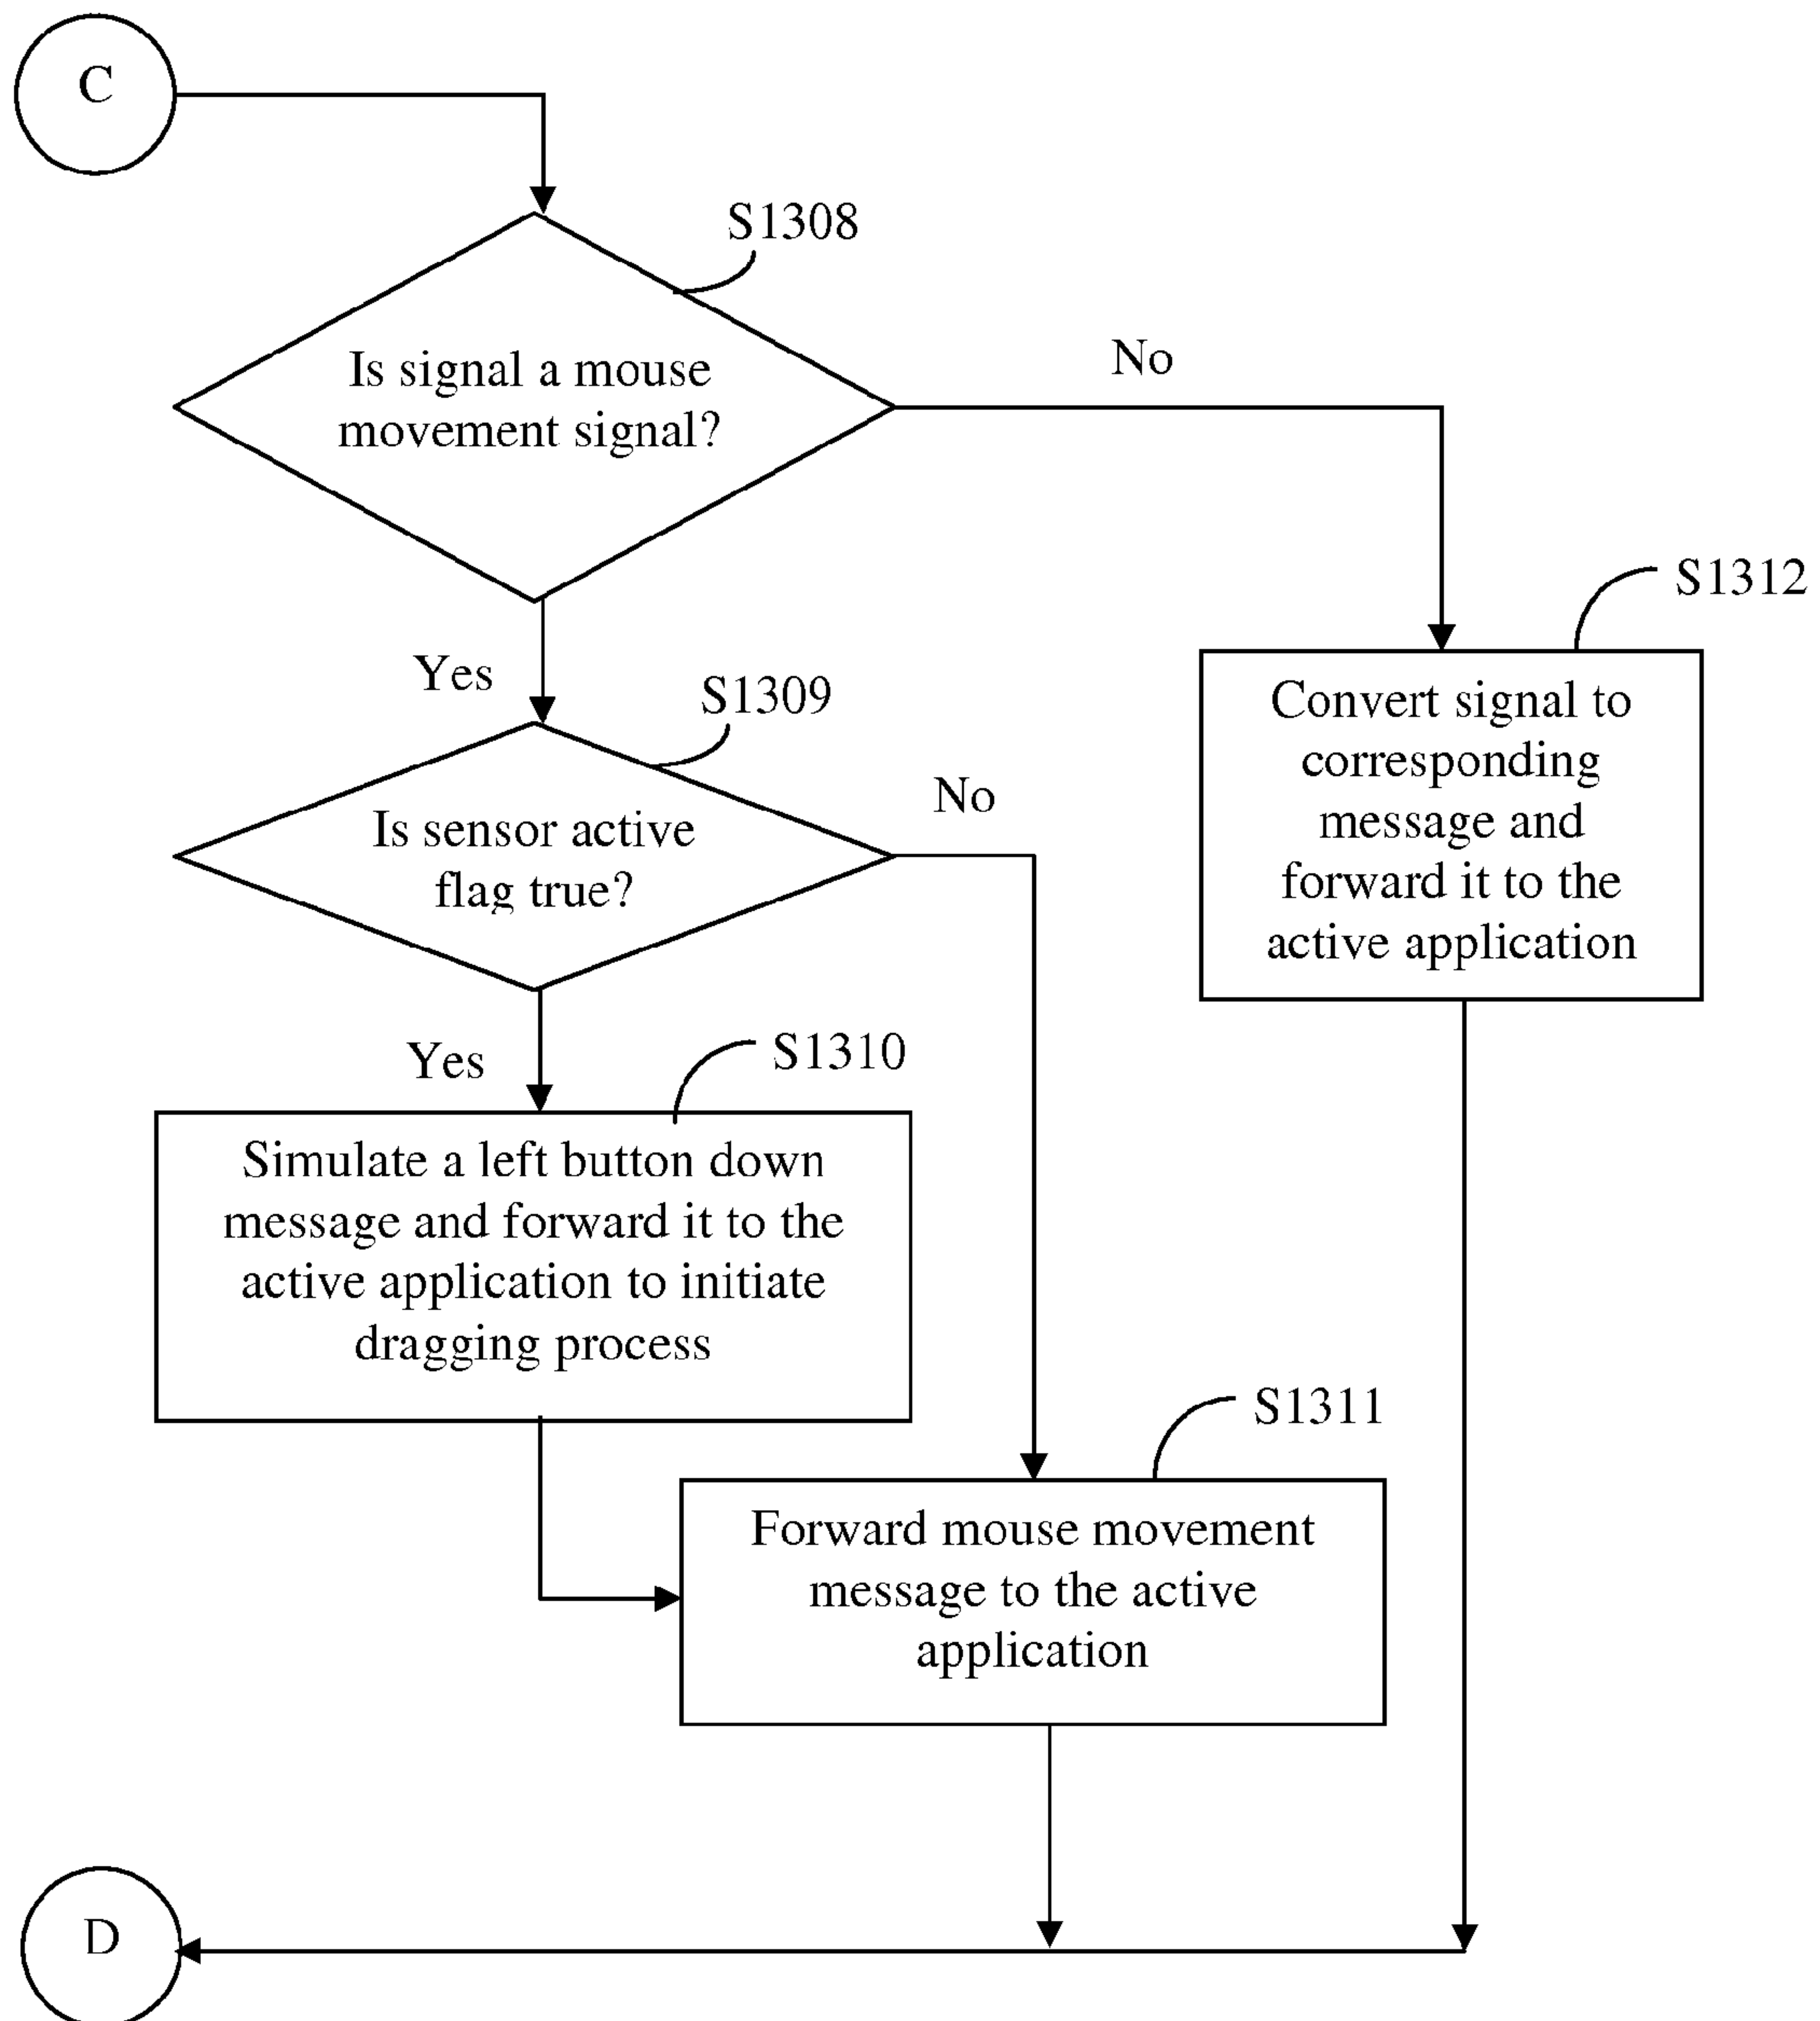 C
S1308
Is signal a mouse
movement signal?
No
Yes
S1312
Convert signal to
corresponding
message and
forward it to the
active application
S1309
Is sensor active
flag true?
No
Yes
S1310
Simulate a left button down
message and forward it to the
active application to initiate
dragging process
S1311
Forward mouse movement
message to the active
application
D